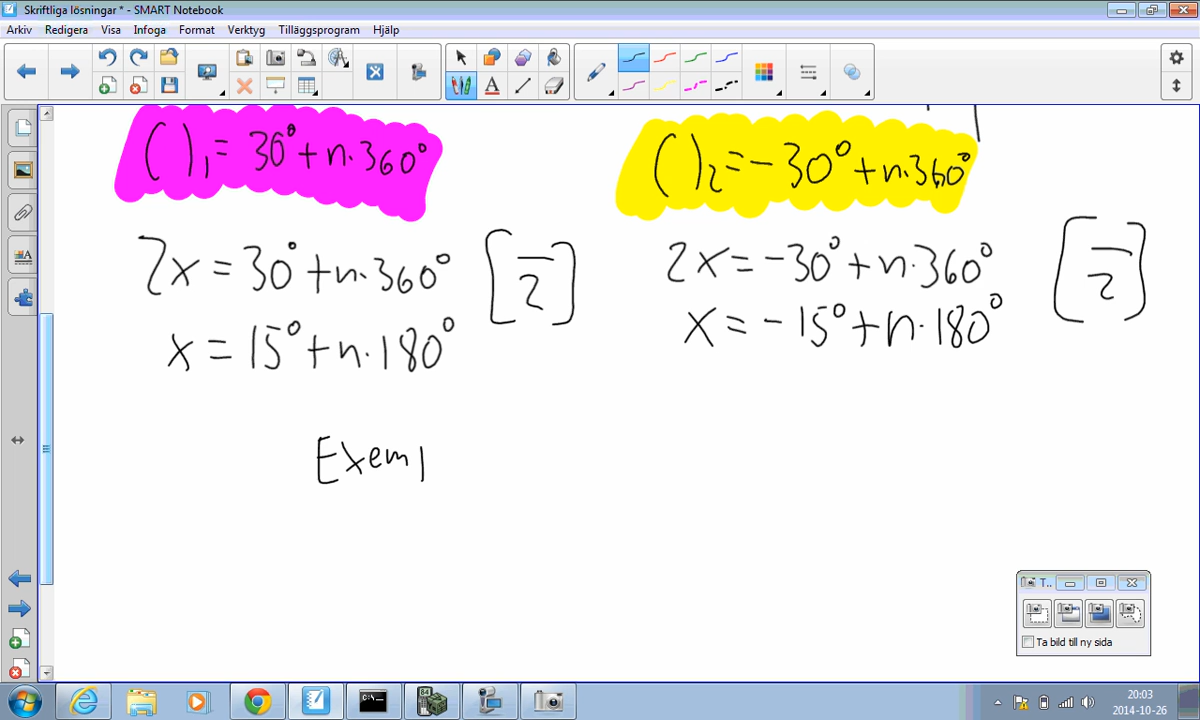 Skriftliga lösningar * - SMART Notebook
Arkiv Redigera Visa Infoga Format Verktyg Tilläggsprogram Hjälp
( )₁ = 30° + n·360°
( )₂ = -30° + n·360°
2x = 30° + n·360° [—/2]
2x = -30° + n·360° [—/2]
x = 15° + n·180°
x = -15° + n·180°
Exempl
T..
Ta bild till ny sida
20:03
2014-10-26